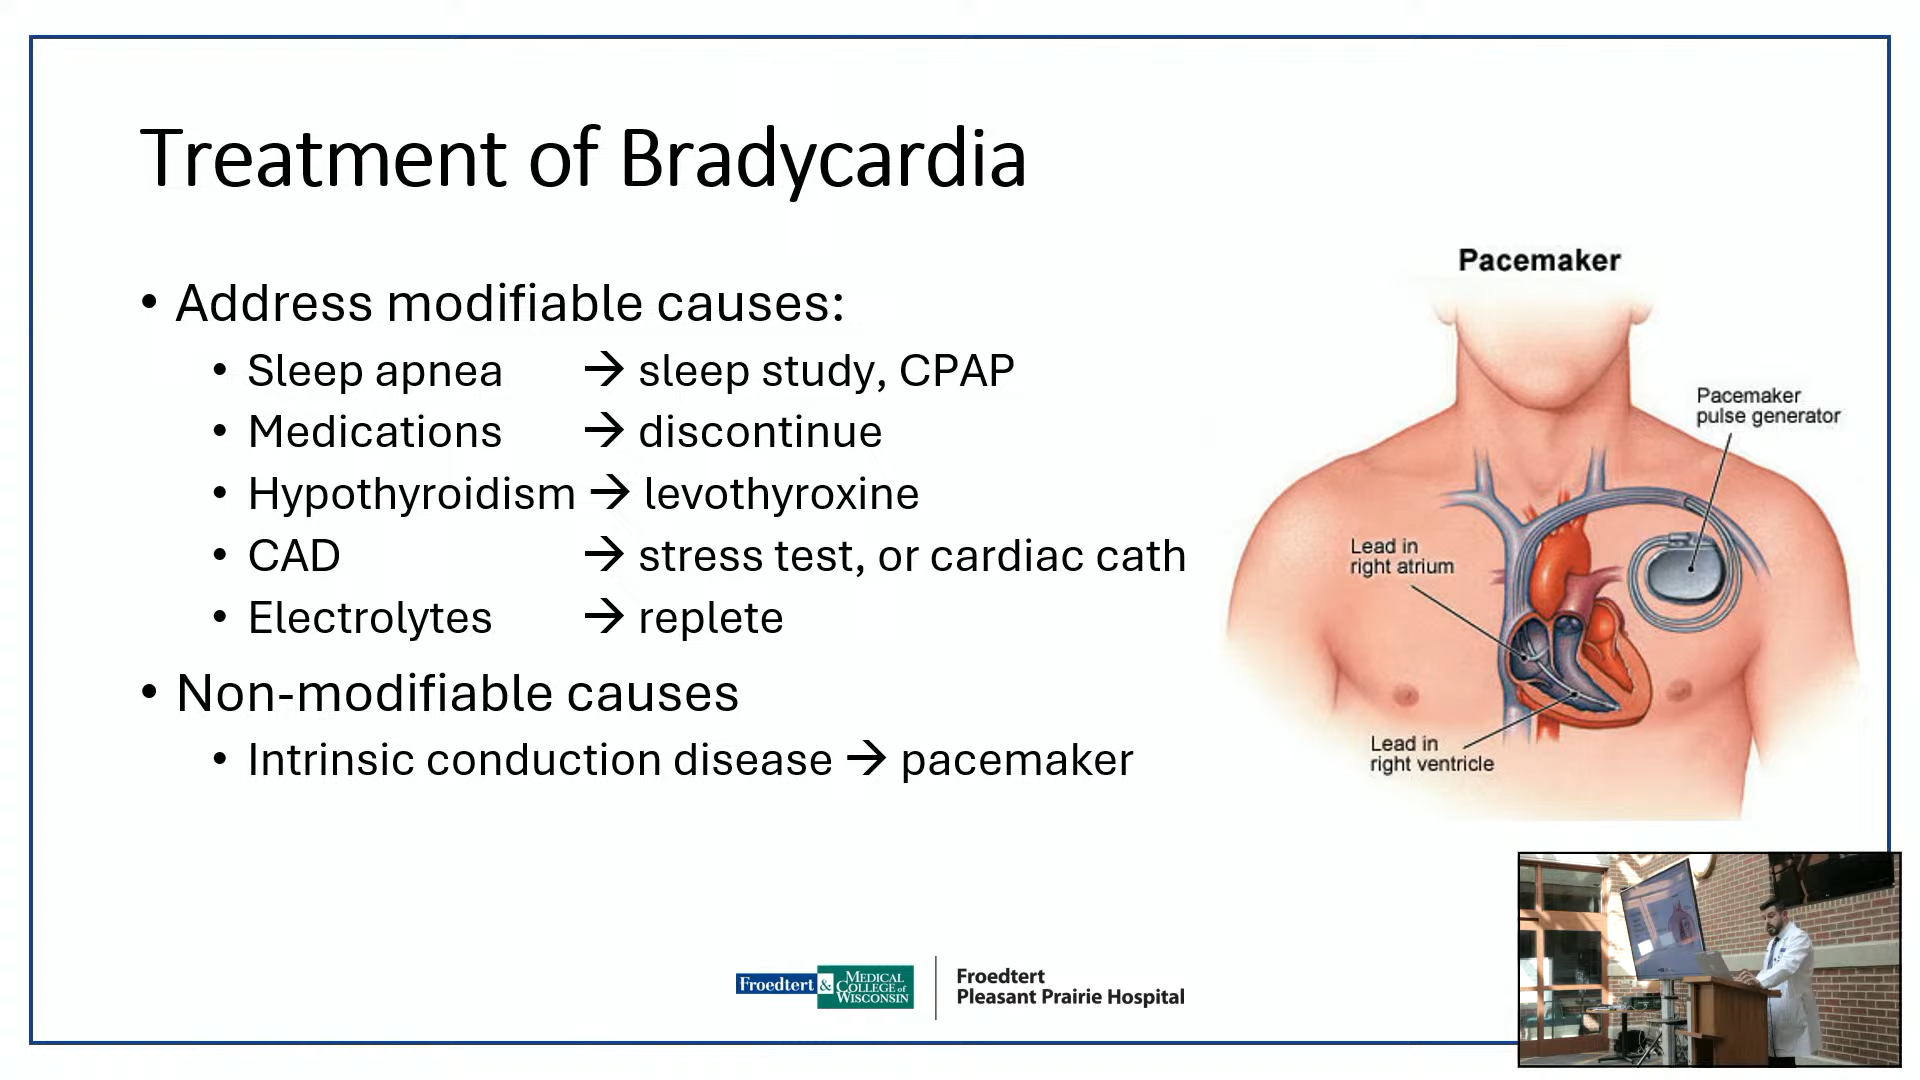 Treatment of Bradycardia
• Address modifiable causes:
• Sleep apnea → sleep study, CPAP
• Medications → discontinue
• Hypothyroidism → levothyroxine
• CAD → stress test, or cardiac cath
• Electrolytes → replete
• Non-modifiable causes
• Intrinsic conduction disease → pacemaker
Pacemaker
Pacemaker
pulse generator
Lead in
right atrium
Lead in
right ventricle
Froedtert &
MEDICAL
COLLEGE of
WISCONSIN
Froedtert
Pleasant Prairie Hospital